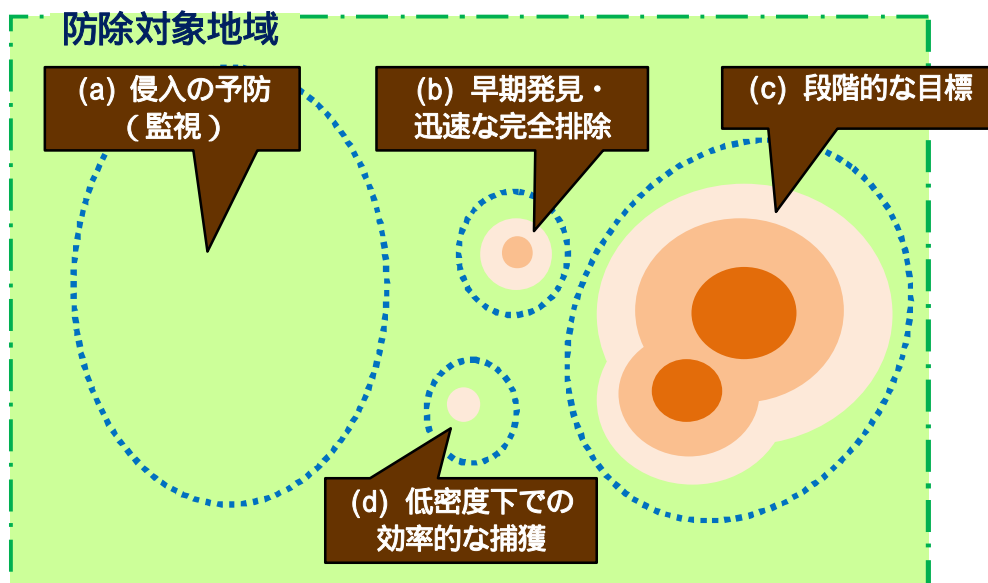 防除対象地域
(a) 侵入の予防
（監視）
(b) 早期発見・
迅速な完全排除
(c) 段階的な目標
(d) 低密度下での
効率的な捕獲